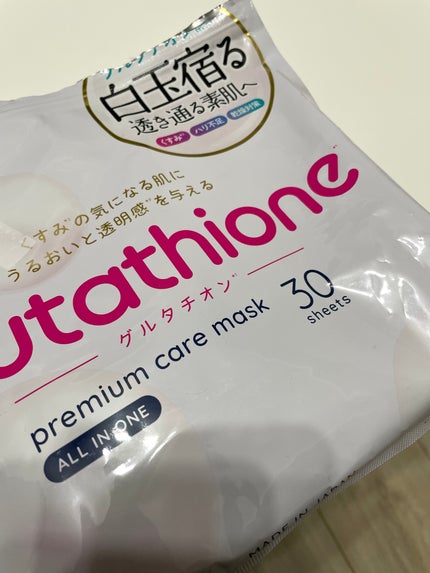 白玉宿る
透き通る素肌へ
くすみ※ ハリ不足 乾燥対策
くすみ※の気になる肌に
うるおいと透明感※を与える
utathione
グルタチオン※
premium care mask 30 sheets
ALL IN ONE
MADE IN JAPAN